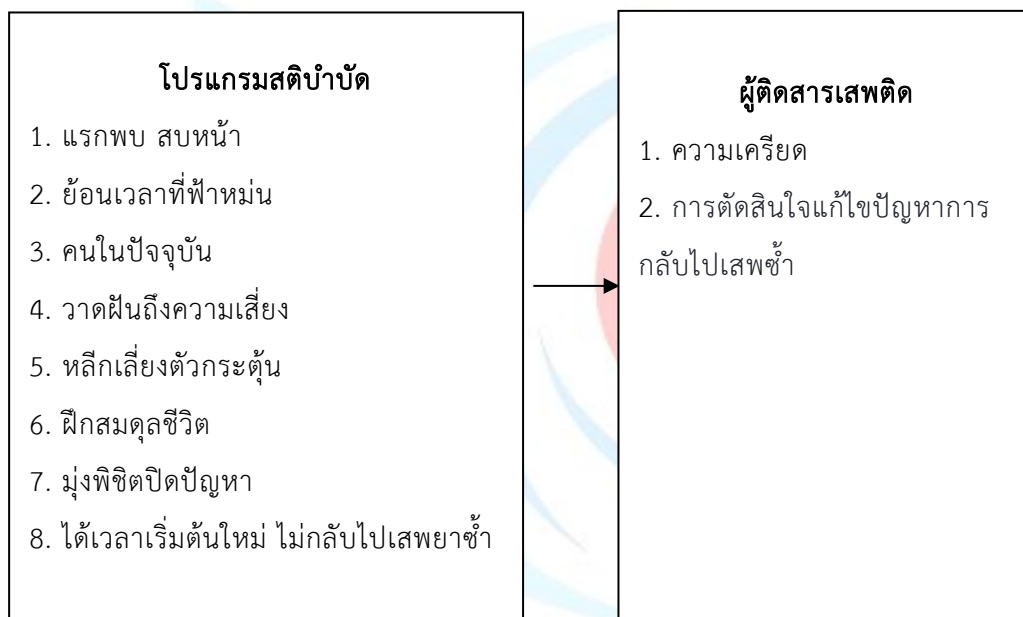 โปรแกรมสติบำบัด
1. แรกพบ สบหน้า
2. ย้อนเวลาที่ฟ้าหม่น
3. คนในปัจจุบัน
4. วาดฝันถึงความเสี่ยง
5. หลีกเลี่ยงตัวกระตุ้น
6. ฝึกสมดุลชีวิต
7. มุ่งพิชิตปิดปัญหา
8. ได้เวลาเริ่มต้นใหม่ ไม่กลับไปเสพยาซ้ำ
ผู้ติดสารเสพติด
1. ความเครียด
2. การตัดสินใจแก้ไขปัญหาการ
กลับไปเสพซ้ำ